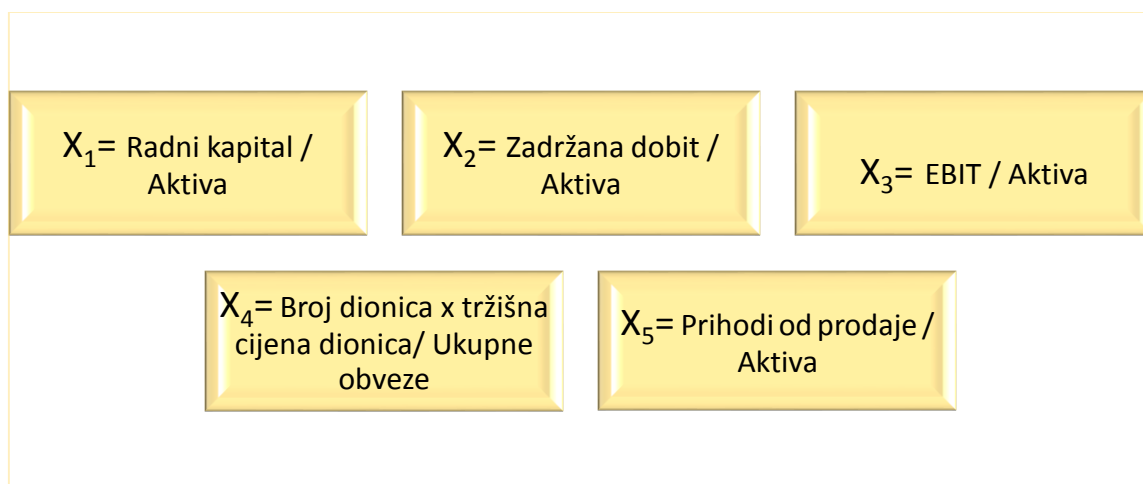 X₁= Radni kapital /
Aktiva
X₂= Zadržana dobit /
Aktiva
X₃= EBIT / Aktiva
X₄= Broj dionica x tržišna
cijena dionica/ Ukupne
obveze
X₅= Prihodi od prodaje /
Aktiva